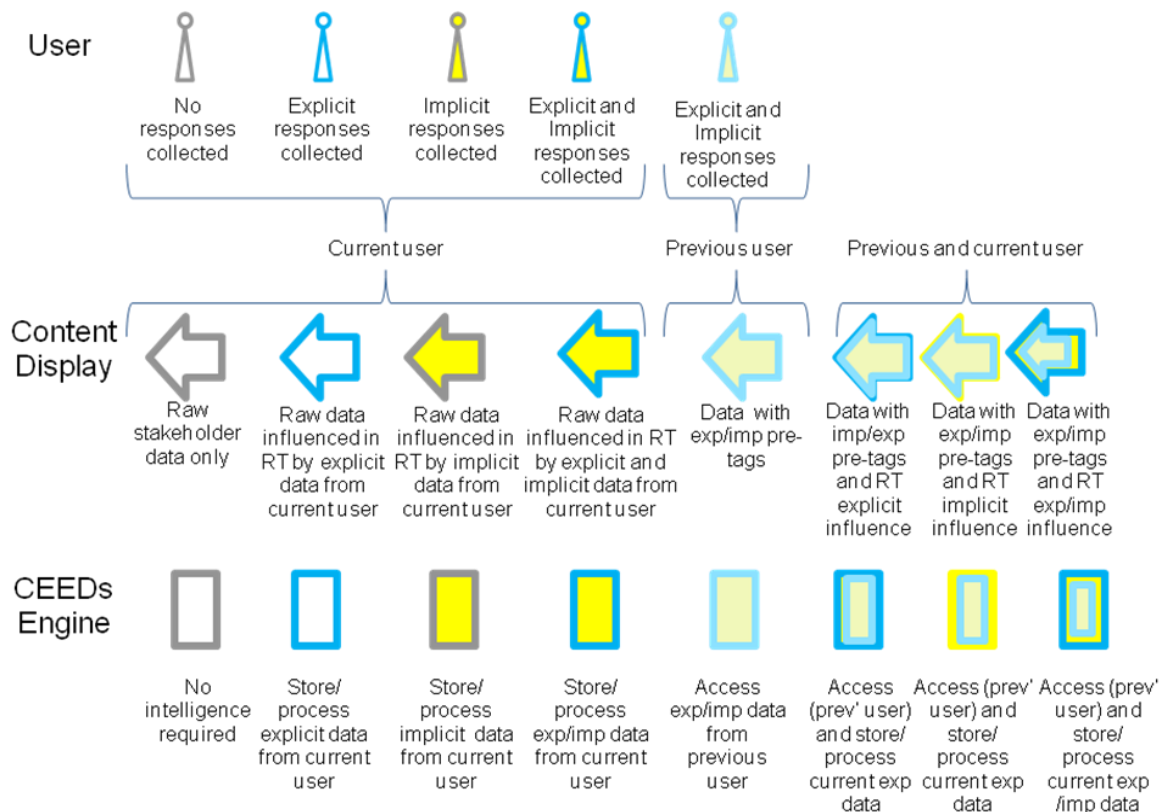 User
No
responses
collected
Explicit
responses
collected
Implicit
responses
collected
Explicit and
Implicit
responses
collected
Explicit and
Implicit
responses
collected
Current user
Previous user
Previous and current user
Content
Display
Raw
stakeholder
data only
Raw data
influenced in
RT by explicit
data from
current user
Raw data
influenced in
RT by implicit
data from
current user
Raw data
influenced in RT
by explicit and
implicit data from
current user
Data with
exp/imp pre-
tags
Data with
imp/exp
pre-tags
and RT
explicit
influence
Data with
exp/imp
pre-tags
and RT
implicit
influence
Data with
exp/imp
pre-tags
and RT
exp/imp
influence
CEEDs
Engine
No
intelligence
required
Store/
process
explicit data
from current
user
Store/
process
implicit data
from current
user
Store/
process
exp/imp data
from current
user
Access
exp/imp data
from
previous
user
Access
(prev' user)
and store/
process
current exp
data
Access (prev'
user) and
store/
process
current exp
data
Access (prev'
user) and
store/
process
current exp
/imp data